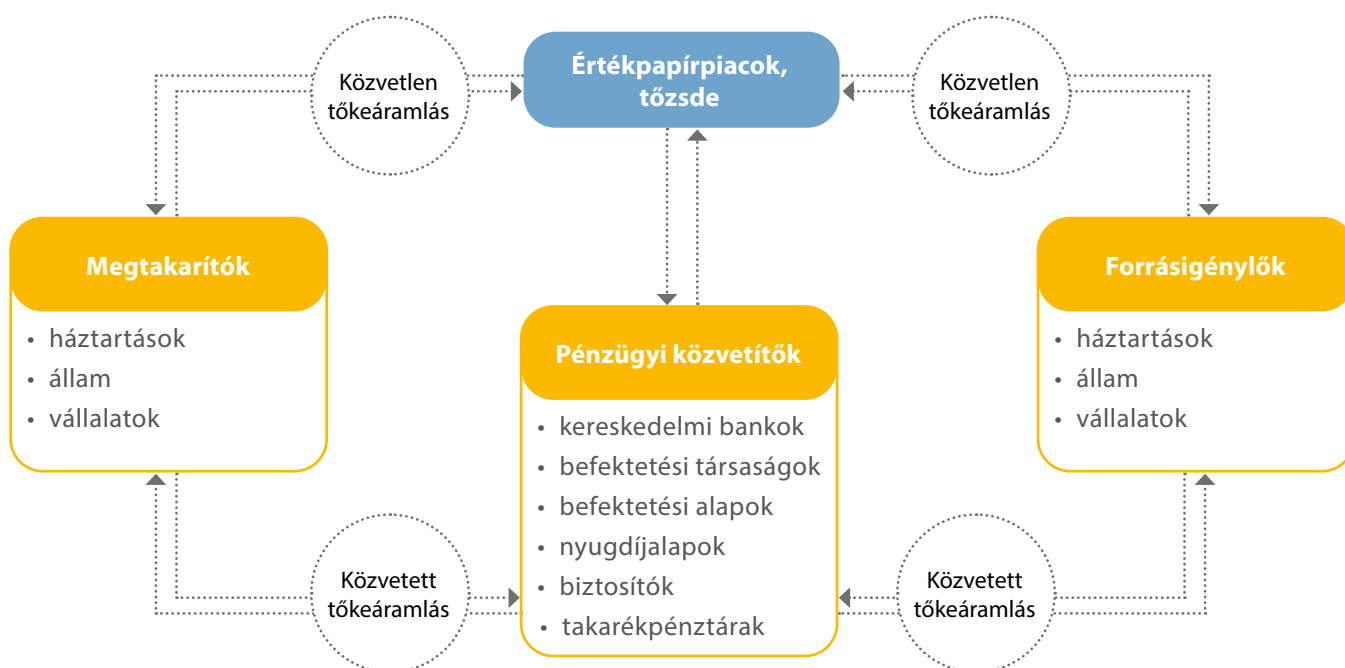 Közvetlen
tőkeáramlás
Értékpapírpiacok,
tőzsde
Közvetlen
tőkeáramlás
Megtakarítók
• háztartások
• állam
• vállalatok
Pénzügyi közvetítők
• kereskedelmi bankok
• befektetési társaságok
• befektetési alapok
• nyugdíjalapok
• biztosítók
• takarékpénztárak
Forrásigénylők
• háztartások
• állam
• vállalatok
Közvetett
tőkeáramlás
Közvetett
tőkeáramlás